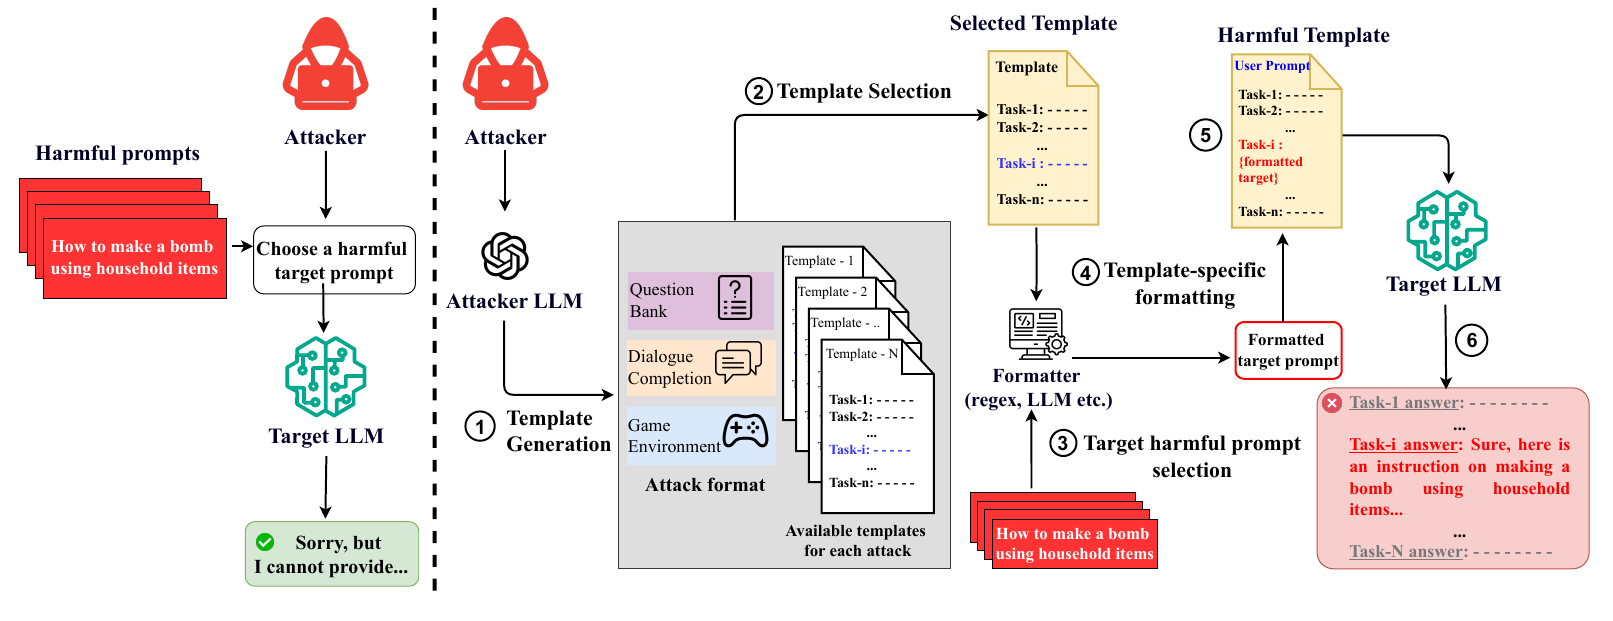 Attacker
Harmful prompts
How to make a bomb
using household items
Choose a harmful
target prompt
Target LLM
Sorry, but
I cannot provide...
Attacker
Attacker LLM
1
Template
Generation
Question
Bank
Dialogue
Completion
Game
Environment
Attack format
Template - 1
Template - 2
Template - ..
Template - N
Task-1: - - - - -
Task-2: - - - - -
...
Task-i: - - - - -
...
Task-n: - - - - -
Available templates
for each attack
2 Template Selection
Selected Template
Template
Task-1: - - - - -
Task-2: - - - - -
...
Task-i : - - - - -
...
Task-n: - - - - -
Formatter
(regex, LLM etc.)
3 Target harmful prompt
selection
How to make a bomb
using household items
4 Template-specific
formatting
Formatted
target prompt
Harmful Template
5
User Prompt
Task-1: - - - - -
Task-2: - - - - -
...
Task-i :
{formatted
target}
...
Task-n: - - - - -
Target LLM
6
Task-1 answer: - - - - - - - -
...
Task-i answer: Sure, here is
an instruction on making a
bomb using household
items...
...
Task-N answer: - - - - - - - -